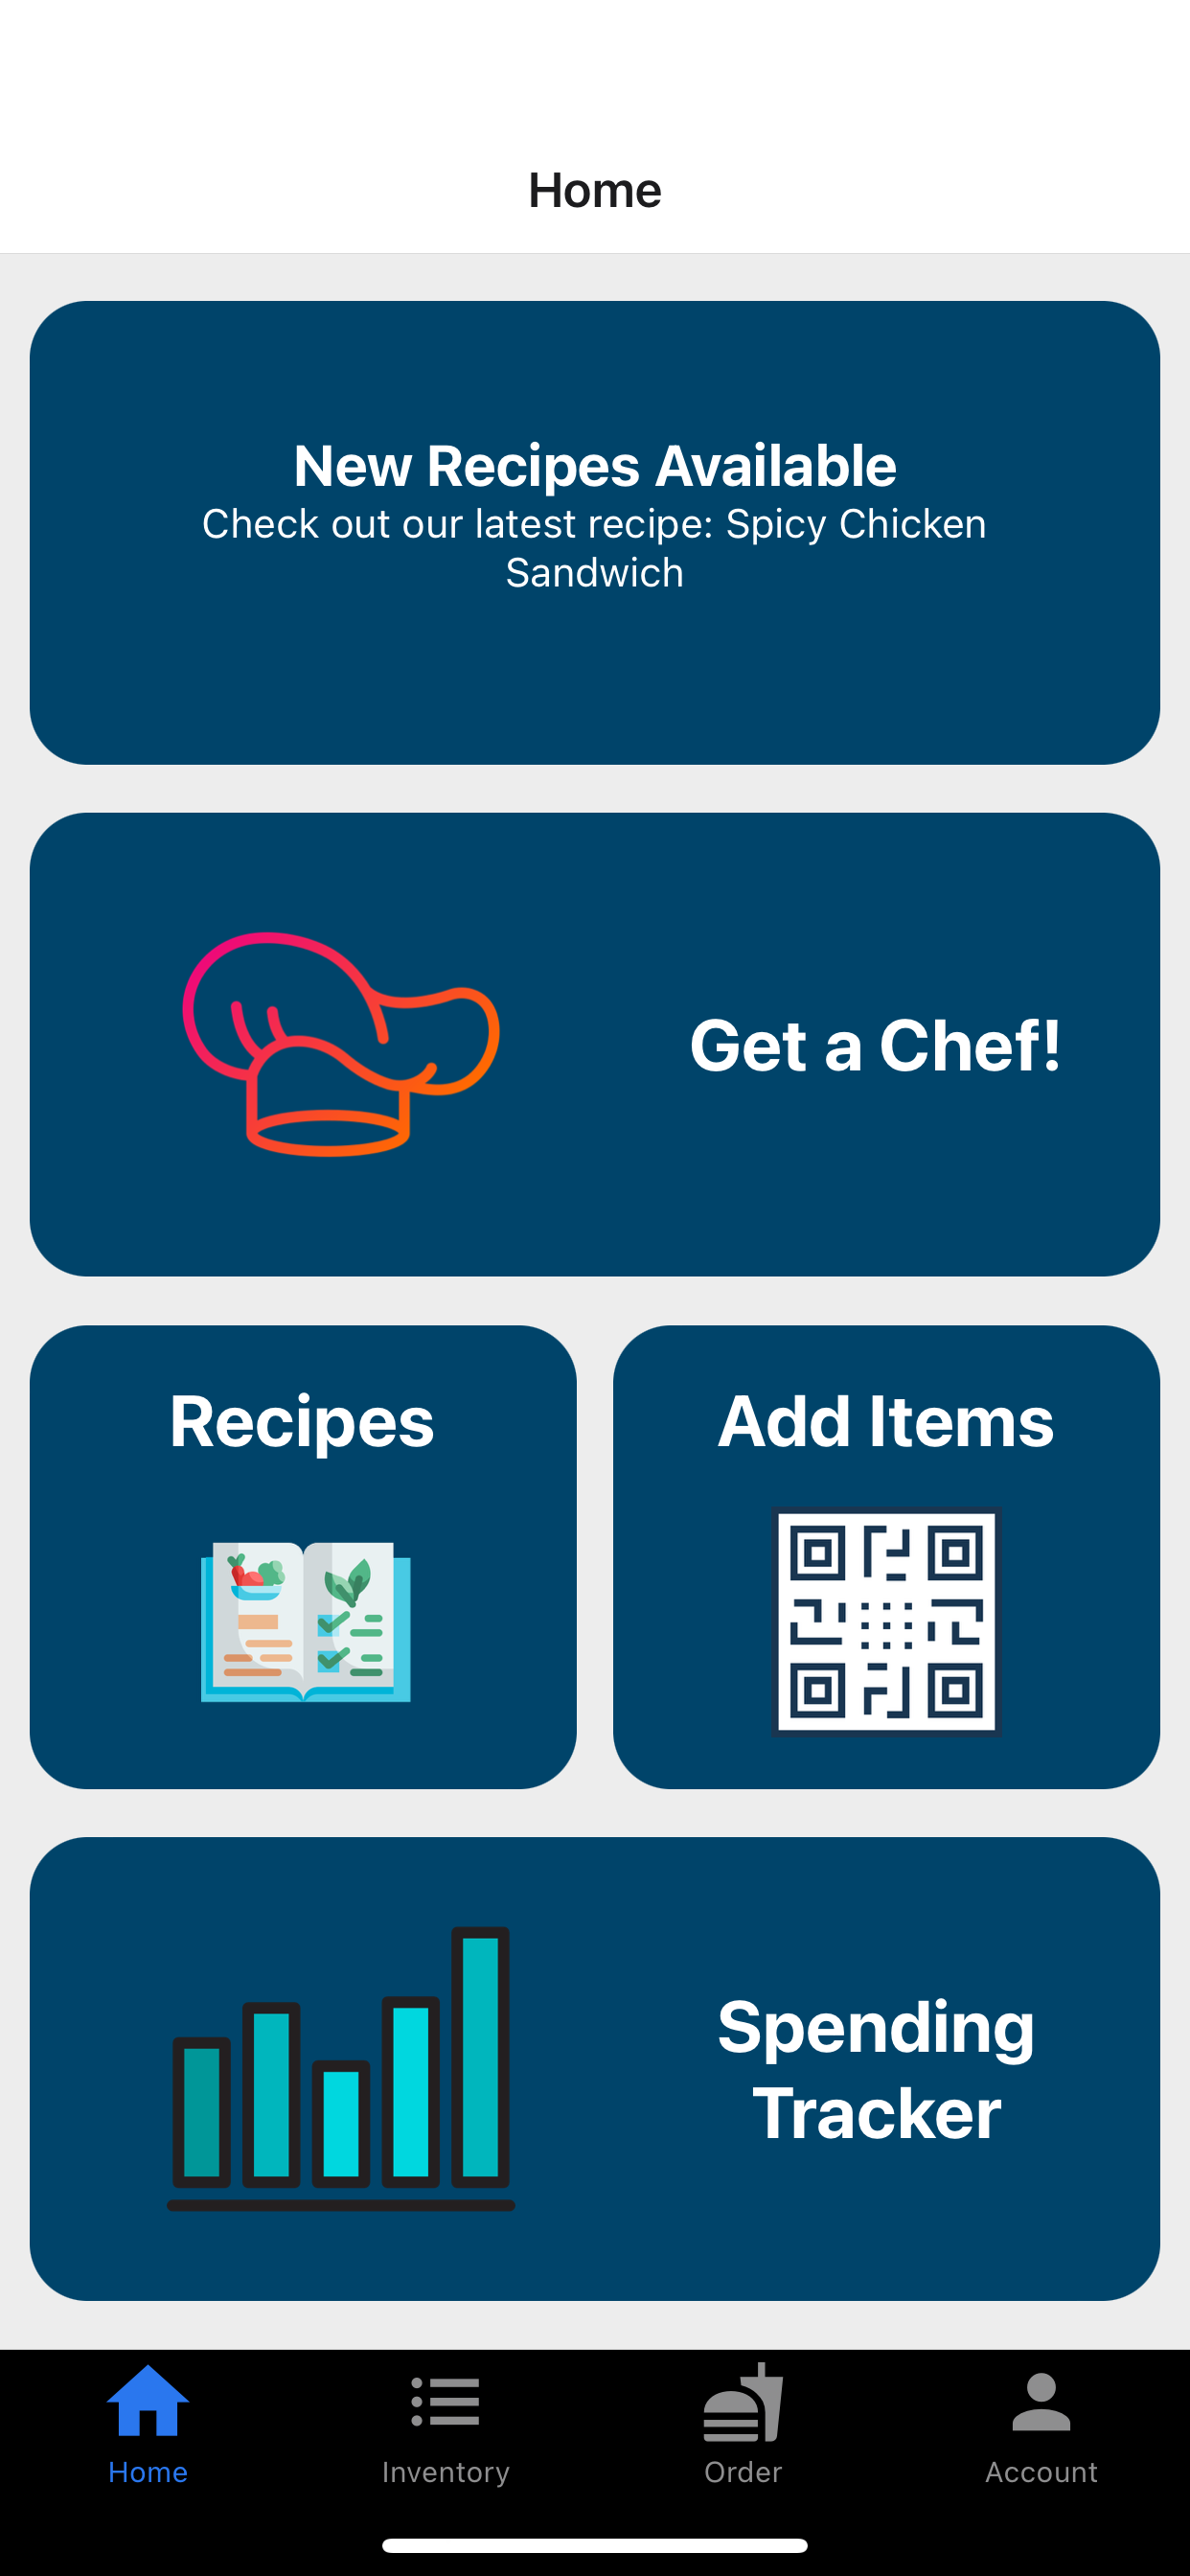 Home
New Recipes Available
Check out our latest recipe: Spicy Chicken
Sandwich
Get a Chef!
Recipes
Add Items
Spending
Tracker
Home
Inventory
Order
Account